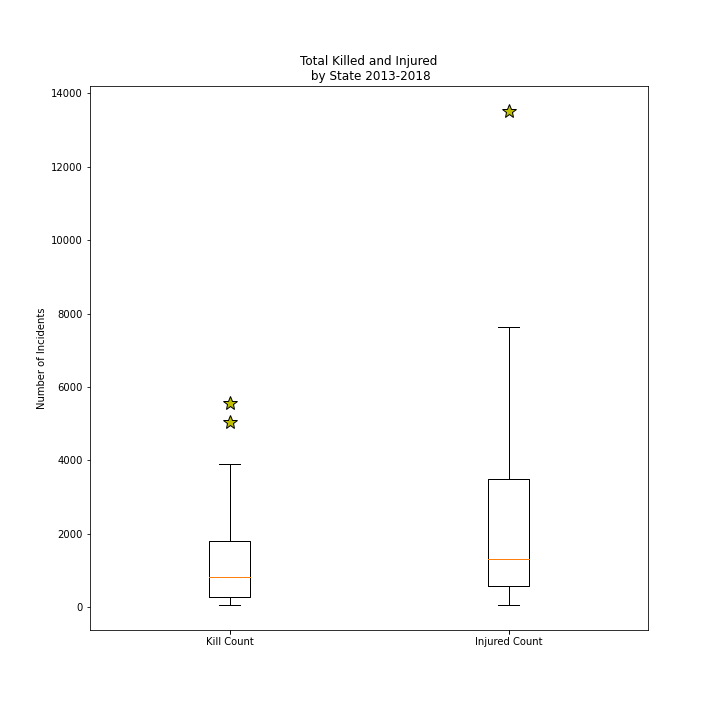 Total Killed and Injured
by State 2013-2018
14000
12000
10000
8000
6000
4000
2000
0
Number of Incidents
Kill Count
Injured Count